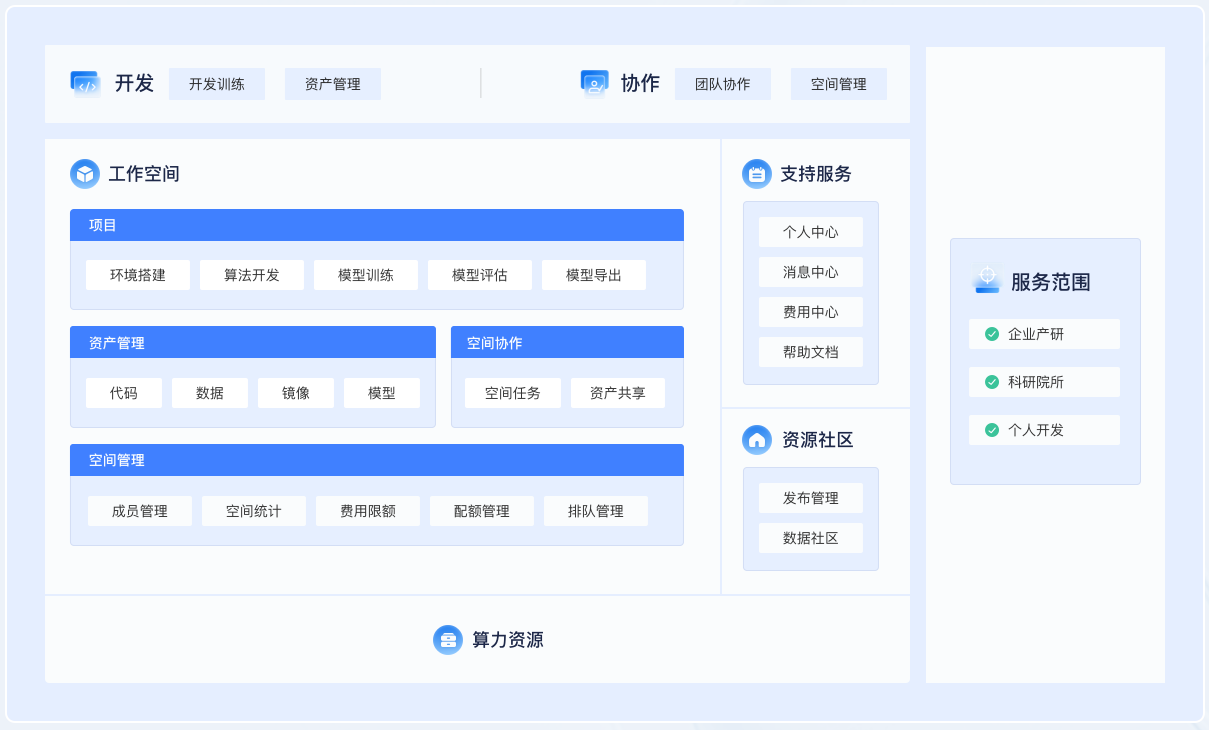 开发 开发训练 资产管理 协作 团队协作 空间管理
工作空间
项目
环境搭建 算法开发 模型训练 模型评估 模型导出
资产管理
代码 数据 镜像 模型
空间协作
空间任务 资产共享
空间管理
成员管理 空间统计 费用限额 配额管理 排队管理
支持服务
个人中心
消息中心
费用中心
帮助文档
资源社区
发布管理
数据社区
算力资源
服务范围
企业产研
科研院所
个人开发